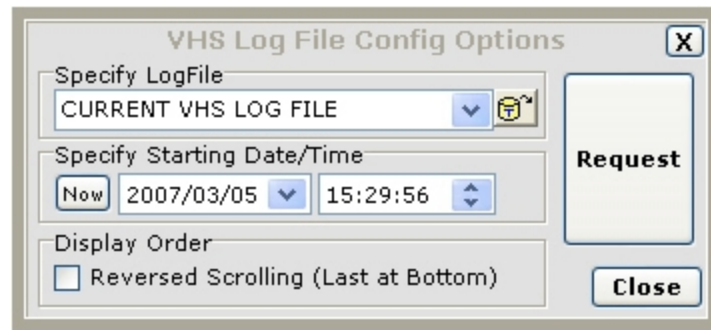 VHS Log File Config Options
X
Specify LogFile
CURRENT VHS LOG FILE
Specify Starting Date/Time
Now 2007/03/05 15:29:56
Request
Display Order
Reversed Scrolling (Last at Bottom)
Close